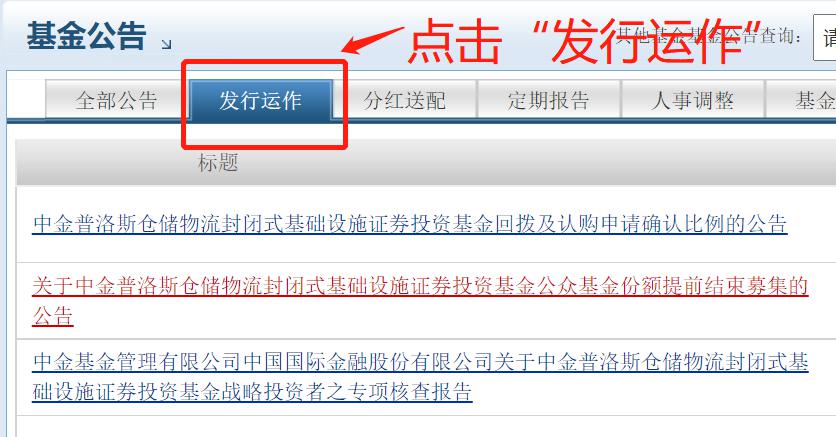 基金公告
点击“发行运作”
其他基金基金公告查询：
请
全部公告 发行运作 分红送配 定期报告 人事调整 基金
标题
中金普洛斯仓储物流封闭式基础设施证券投资基金回拨及认购申请确认比例的公告
关于中金普洛斯仓储物流封闭式基础设施证券投资基金公众基金份额提前结束募集的
公告
中金基金管理有限公司中国国际金融股份有限公司关于中金普洛斯仓储物流封闭式基
础设施证券投资基金战略投资者之专项核查报告